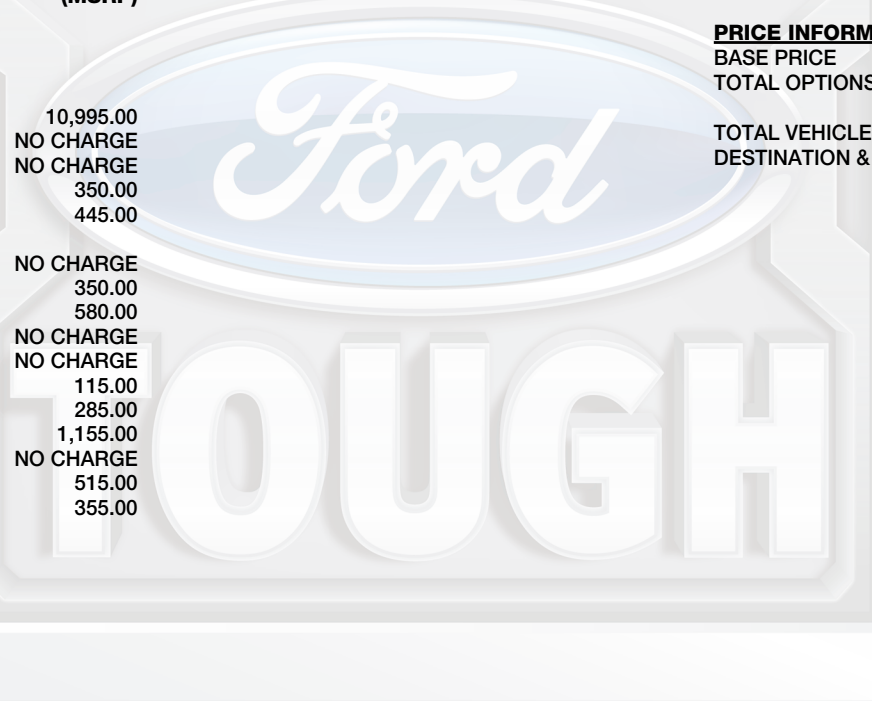 (MSRP)
10,995.00
NO CHARGE
NO CHARGE
350.00
445.00
NO CHARGE
350.00
580.00
NO CHARGE
NO CHARGE
115.00
285.00
1,155.00
NO CHARGE
515.00
355.00
PRICE INFORM
BASE PRICE
TOTAL OPTIONS
TOTAL VEHICLE
DESTINATION &
Ford
TOUGH